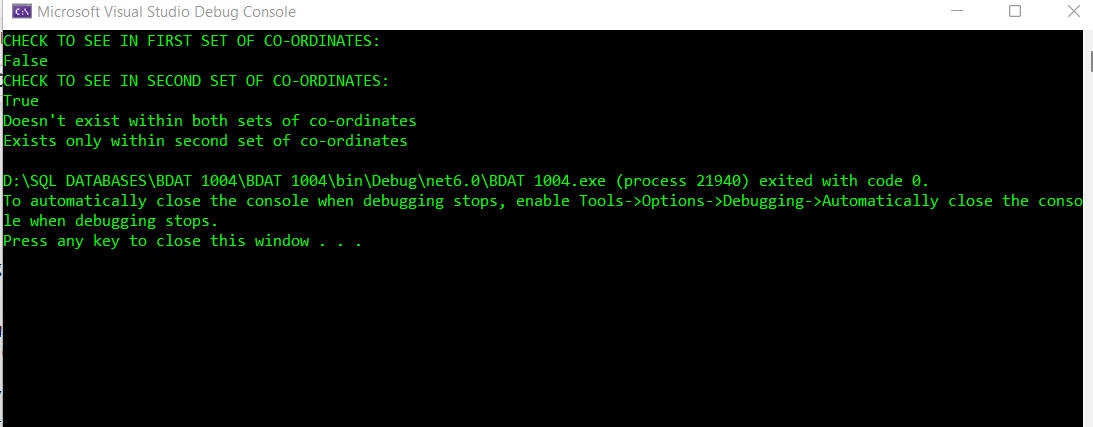 Microsoft Visual Studio Debug Console
CHECK TO SEE IN FIRST SET OF CO-ORDINATES:
False
CHECK TO SEE IN SECOND SET OF CO-ORDINATES:
True
Doesn't exist within both sets of co-ordinates
Exists only within second set of co-ordinates
D:\SQL DATABASES\BDAT 1004\BDAT 1004\bin\Debug\net6.0\BDAT 1004.exe (process 21940) exited with code 0.
To automatically close the console when debugging stops, enable Tools->Options->Debugging->Automatically close the conso
le when debugging stops.
Press any key to close this window . . .